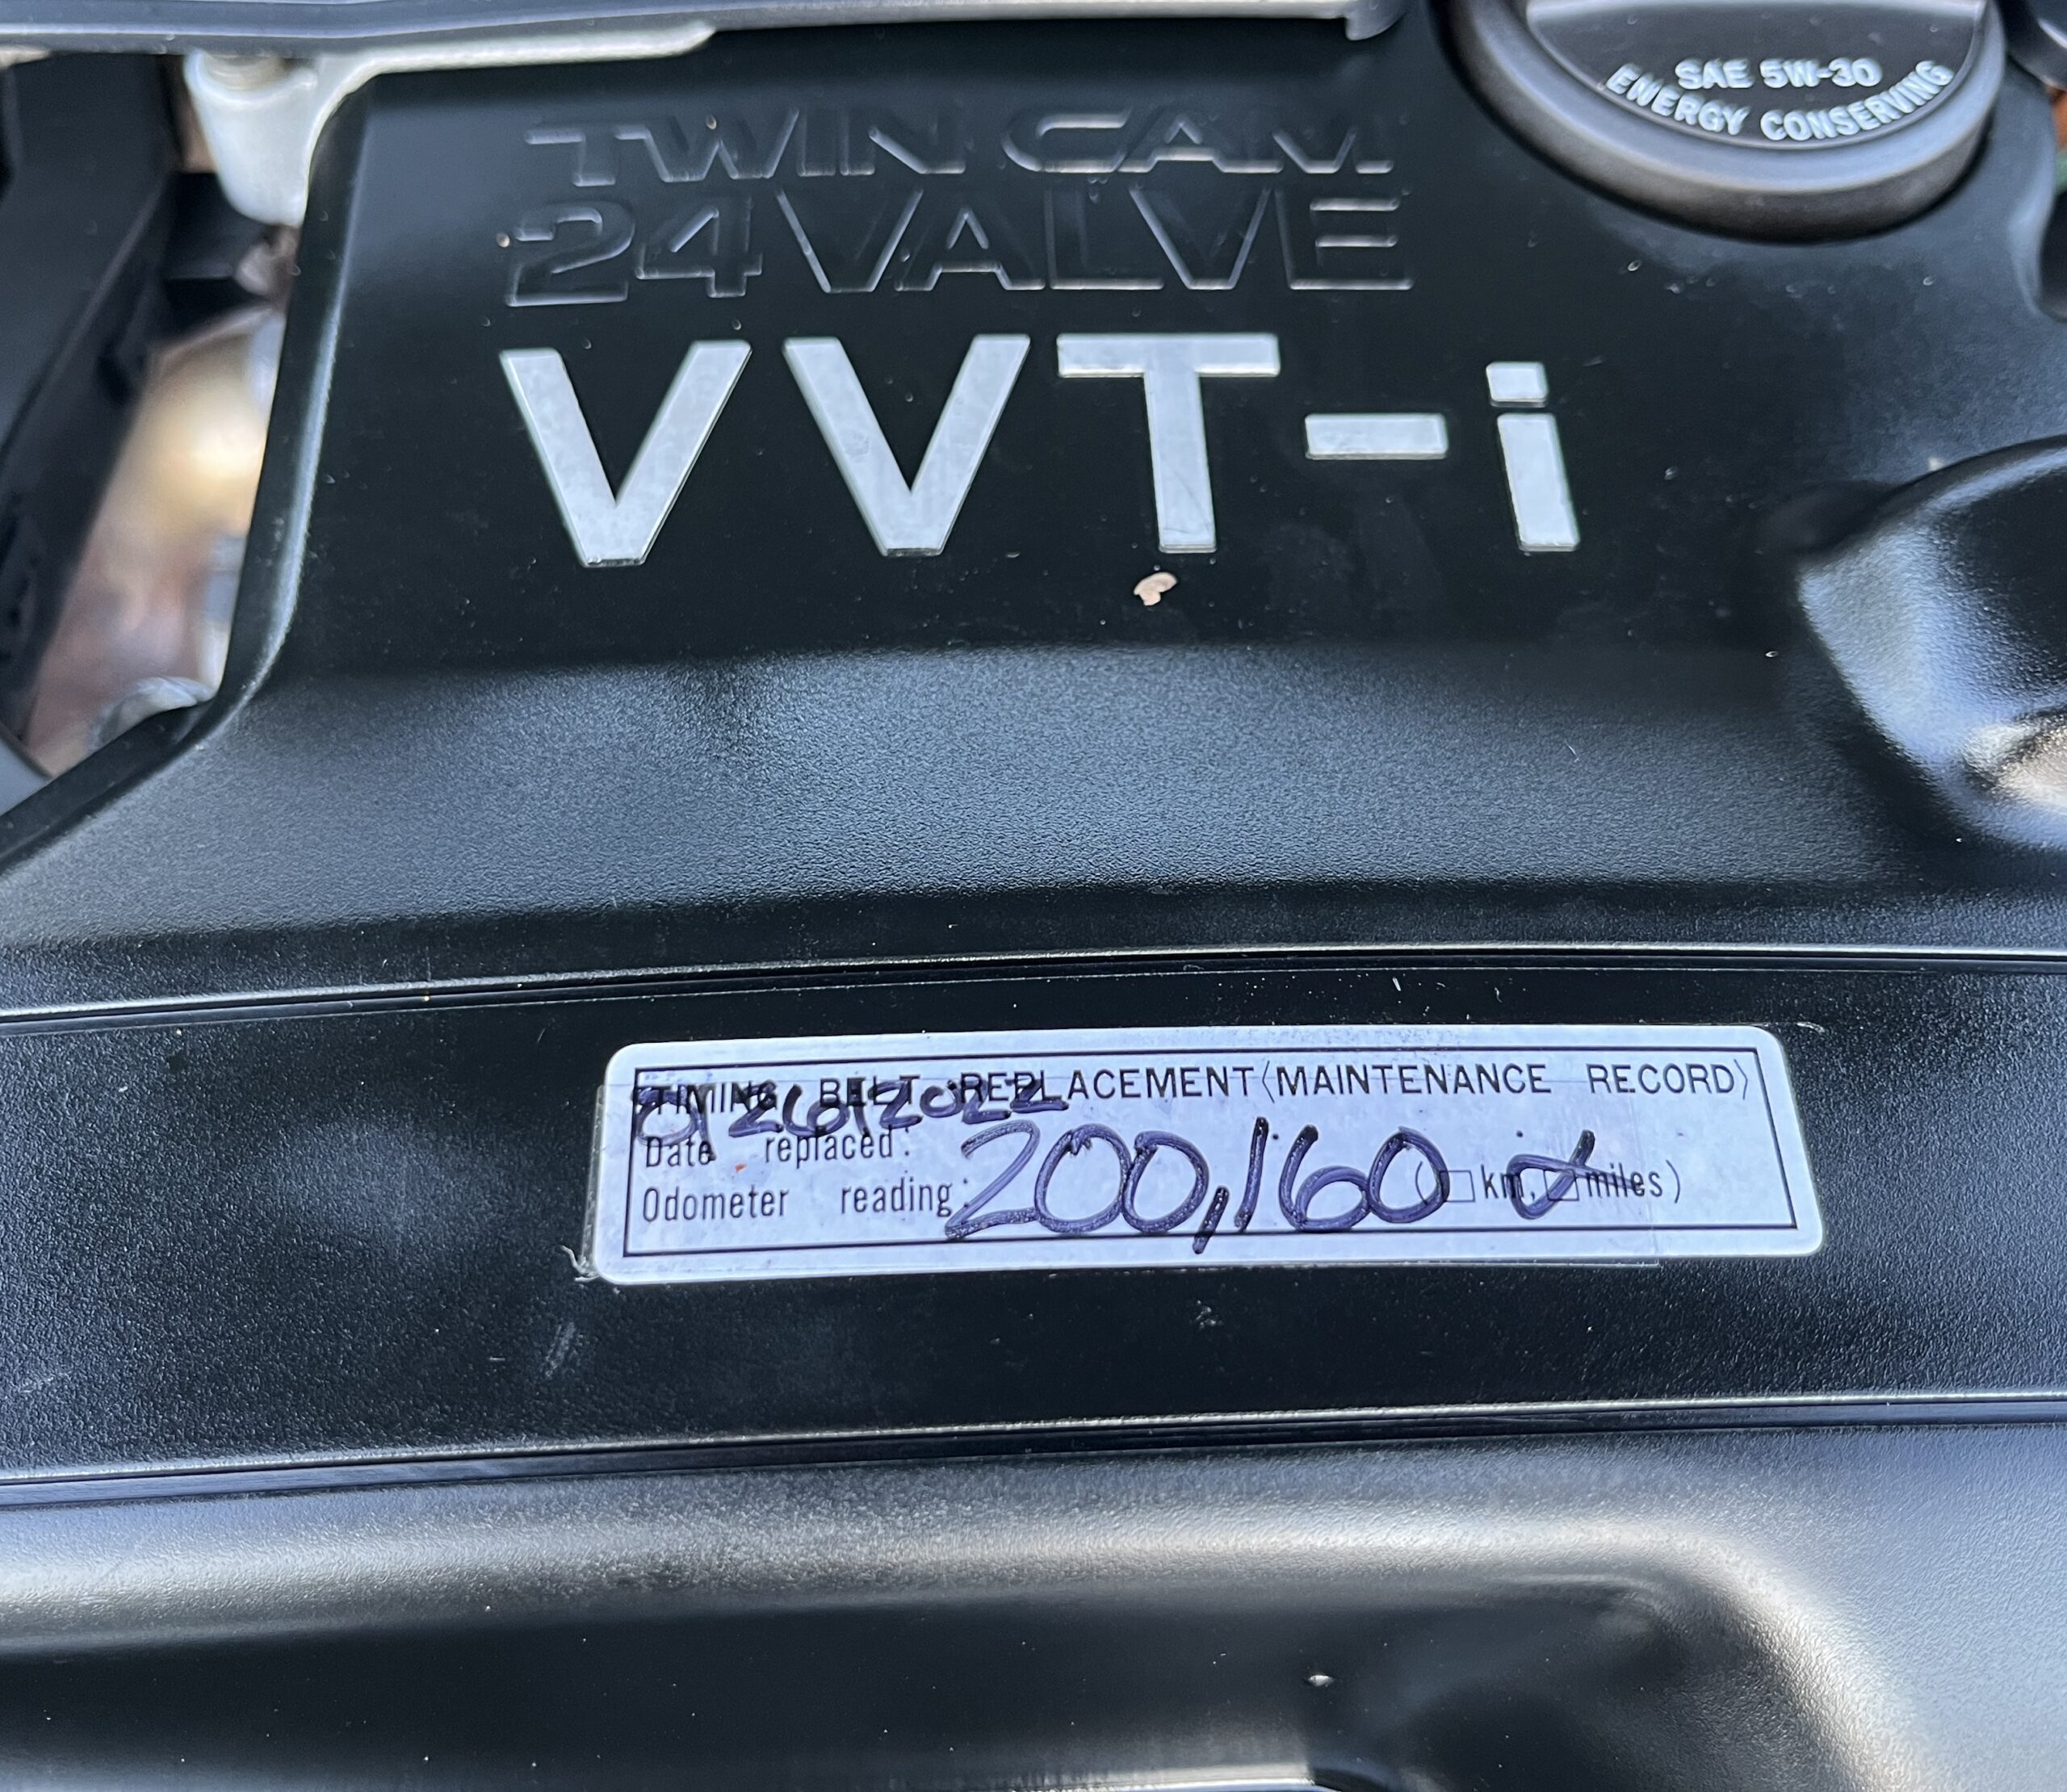 SAE 5W-30
ENERGY CONSERVING
TWIN CAM
24 VALVE
VVT-i
TIMING BELT REPLACEMENT〈MAINTENANCE RECORD〉
01/26/2022
Date replaced:
Odometer reading: 200,160 (□km, ☑miles)